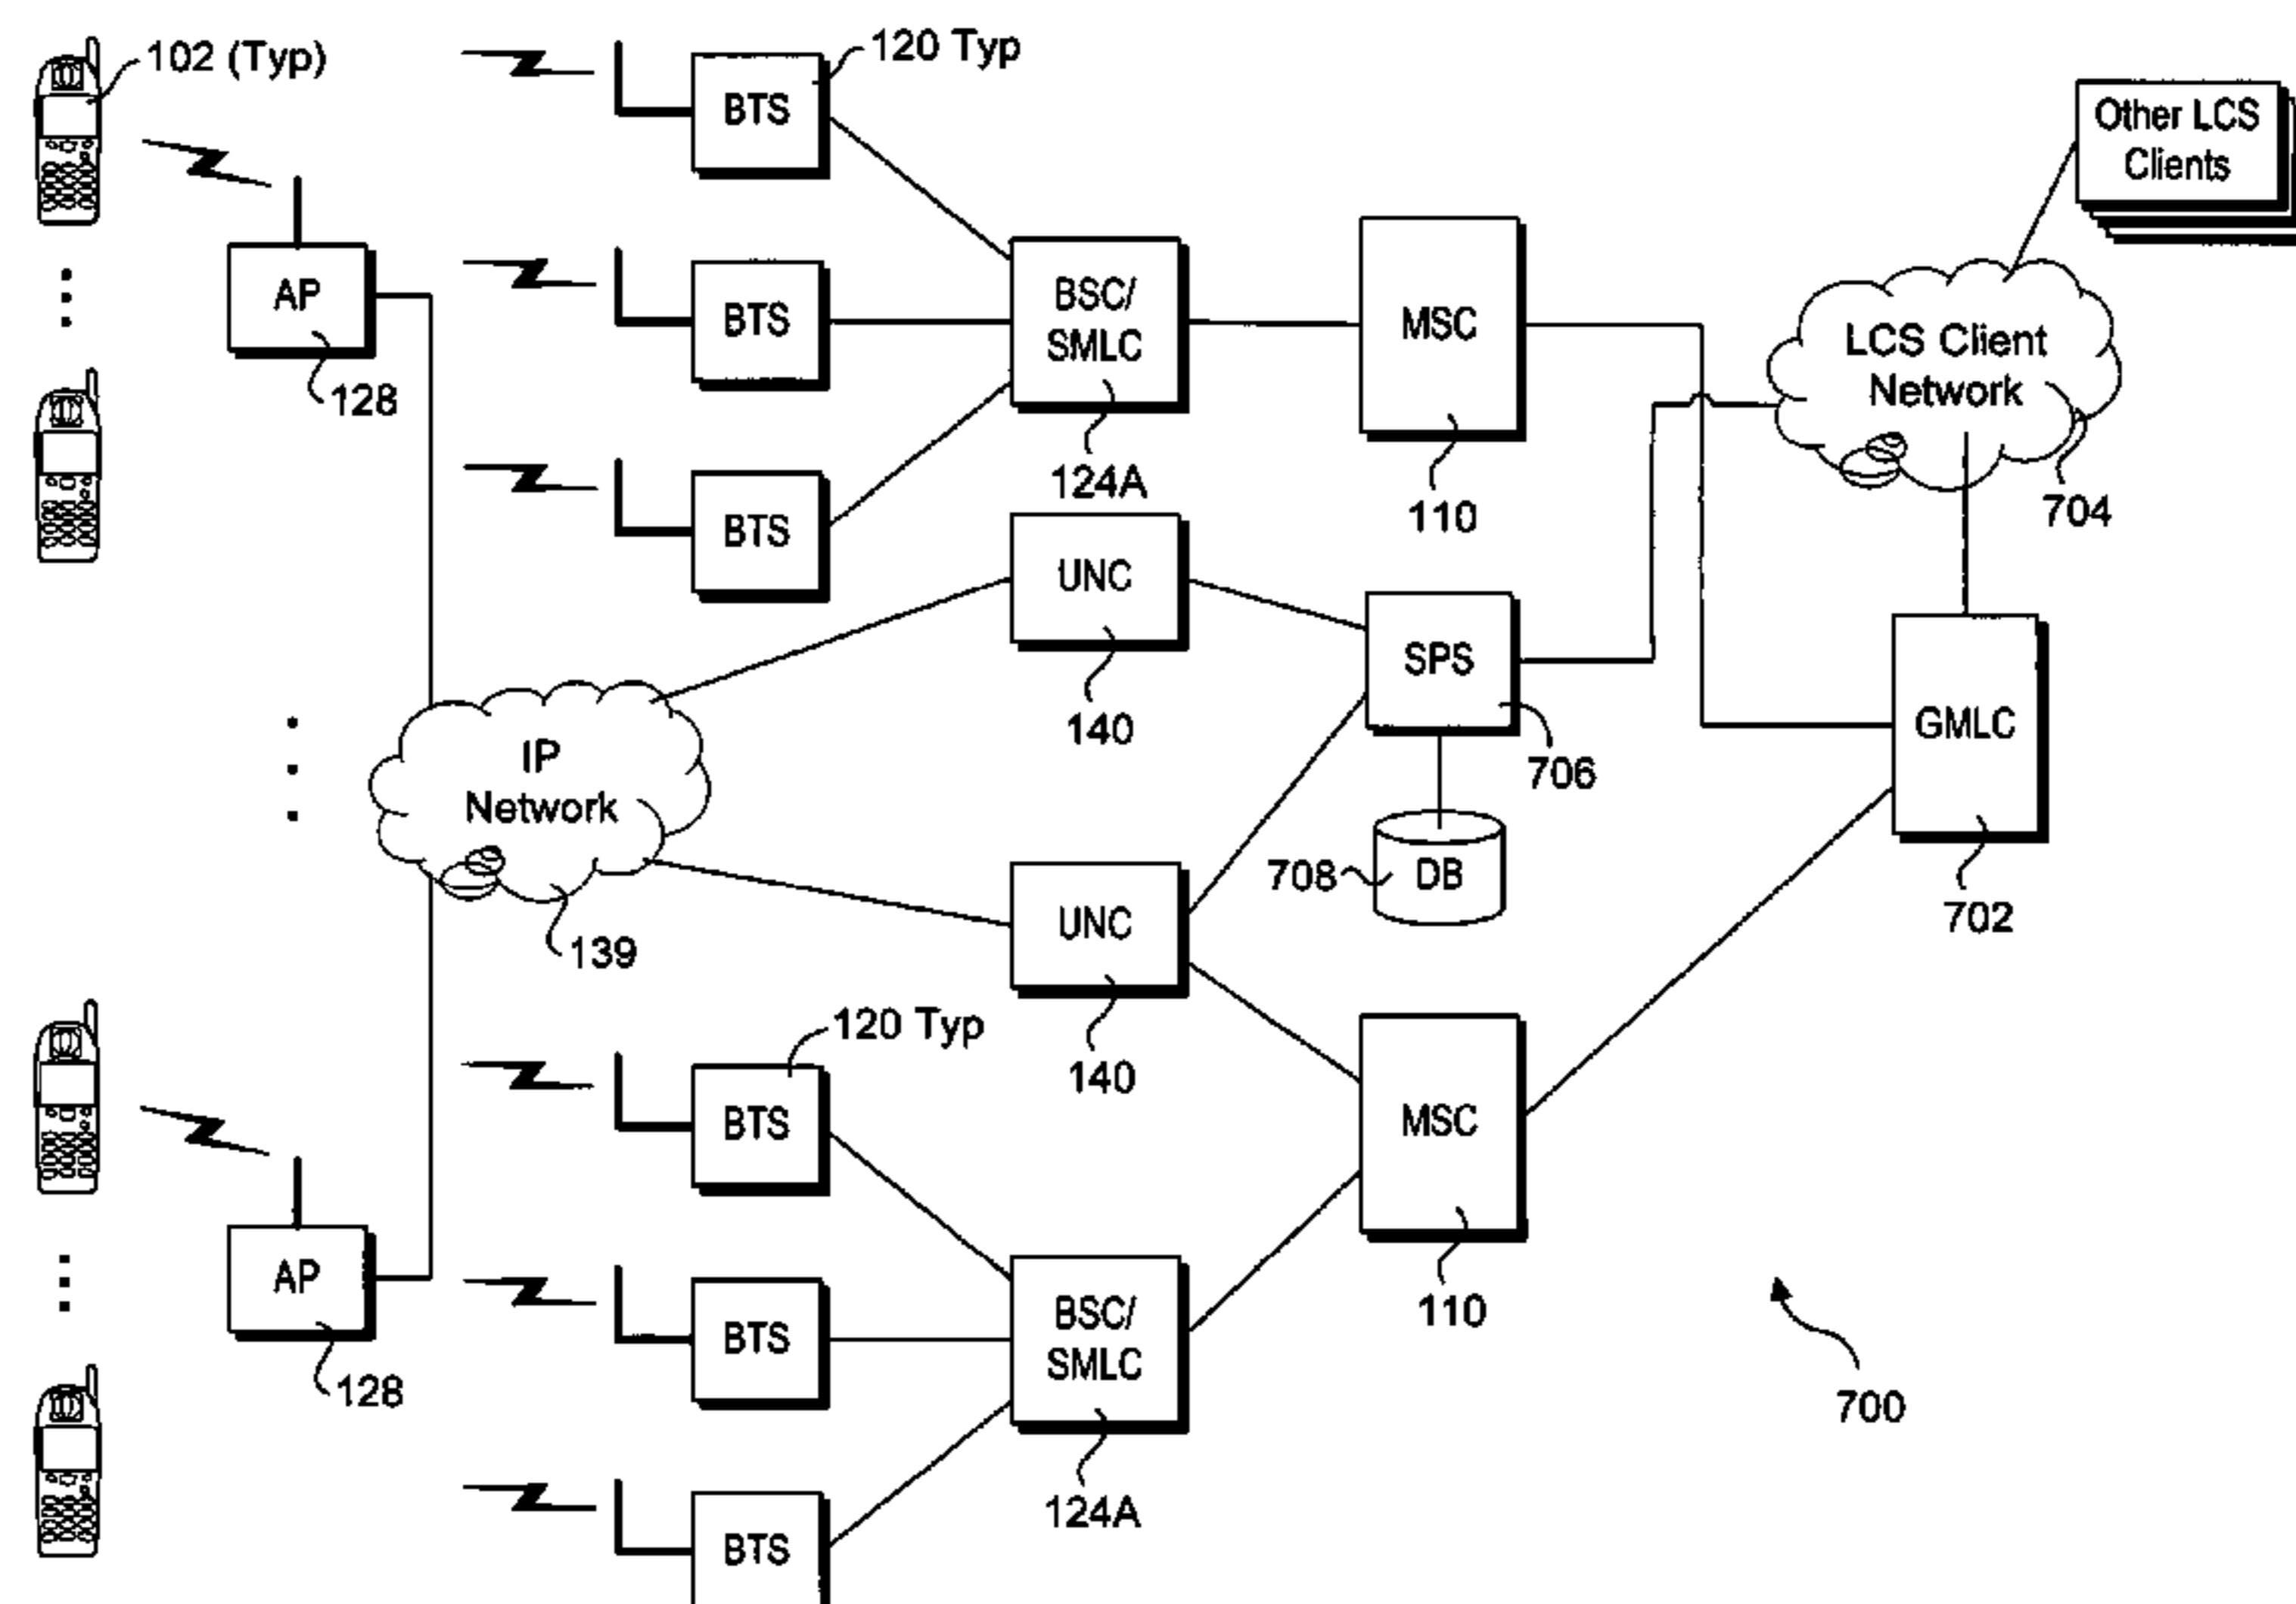 102 (Typ)
120 Typ
BTS
Other LCS
Clients
AP
128
BTS
BSC/
SMLC
124A
MSC
110
LCS Client
Network
704
BTS
UNC
140
SPS
706
GMLC
702
IP
Network
139
708
DB
UNC
140
120 Typ
BTS
MSC
110
AP
128
BTS
BSC/
SMLC
124A
700
BTS